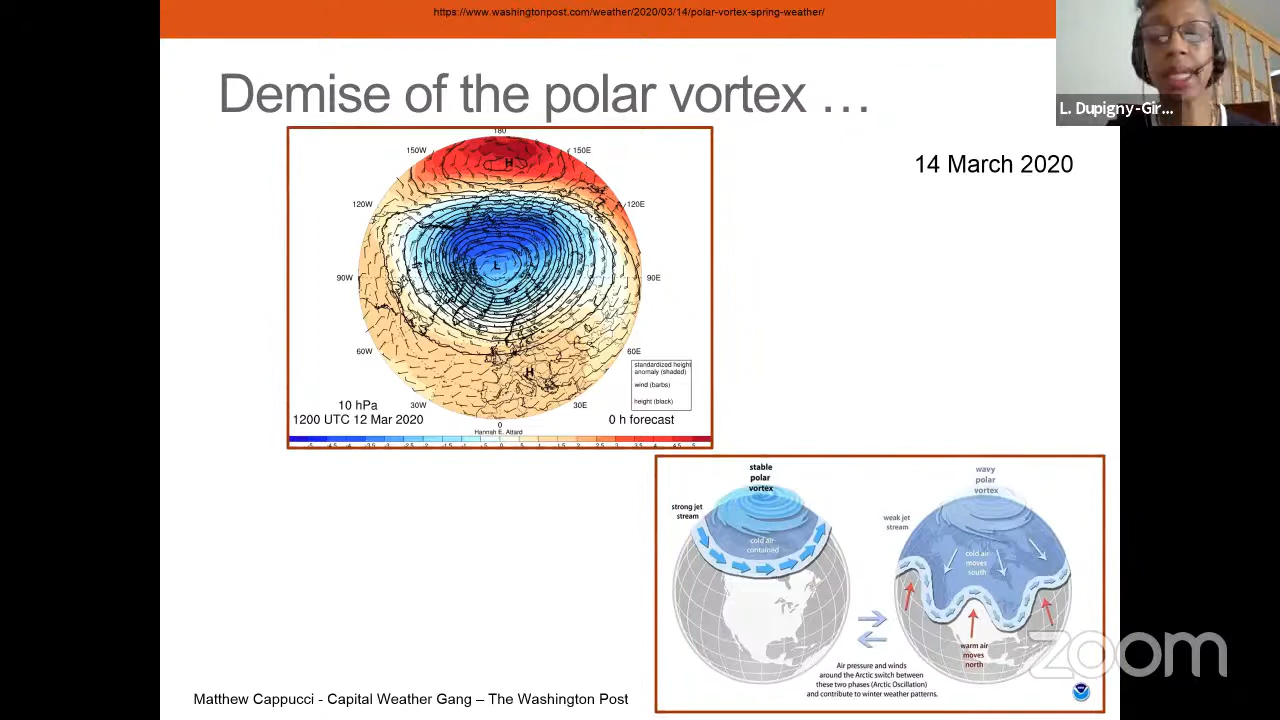 https://www.washingtonpost.com/weather/2020/03/14/polar-vortex-spring-weather/
Demise of the polar vortex …
L. Dupigny-Gir...
14 March 2020
180
150W
150E
H
120W
120E
L
90W
90E
60W
60E
H
standardized height
anomaly (shaded)
wind (barbs)
height (black)
10 hPa
30W
30E
1200 UTC 12 Mar 2020
0
0 h forecast
Hannah E. Attard
stable
polar
vortex
strong jet
stream
cold air
contained
wavy
polar
vortex
weak jet
stream
cold air
moves
south
warm air
moves
north
Air pressure and winds
around the Arctic switch between
these two phases (Arctic Oscillation)
and contribute to winter weather patterns.
zoom
Matthew Cappucci - Capital Weather Gang – The Washington Post